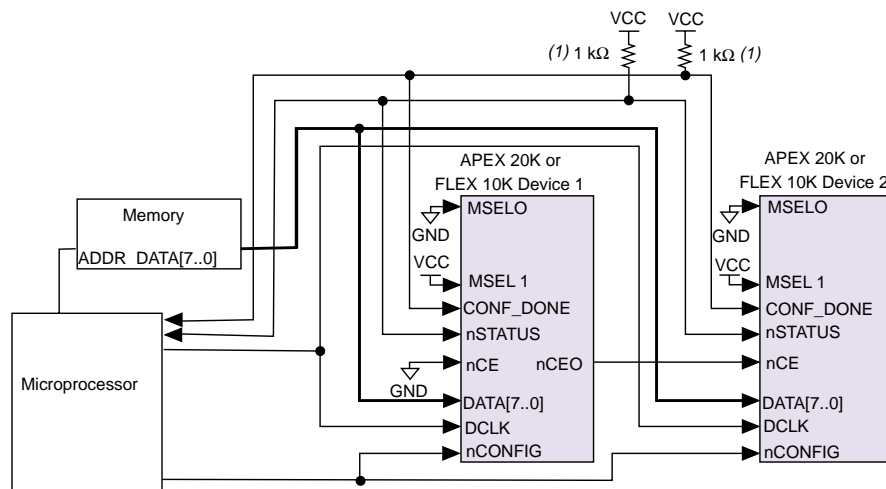 VCC VCC
(1) 1 kΩ 1 kΩ (1)
APEX 20K or
FLEX 10K Device 1
APEX 20K or
FLEX 10K Device 2
Memory
ADDR DATA[7..0]
Microprocessor
MSELO
GND
VCC
MSEL 1
CONF_DONE
nSTATUS
nCE nCEO
GND
DATA[7..0]
DCLK
nCONFIG
MSELO
GND
VCC
MSEL 1
CONF_DONE
nSTATUS
nCE
DATA[7..0]
DCLK
nCONFIG